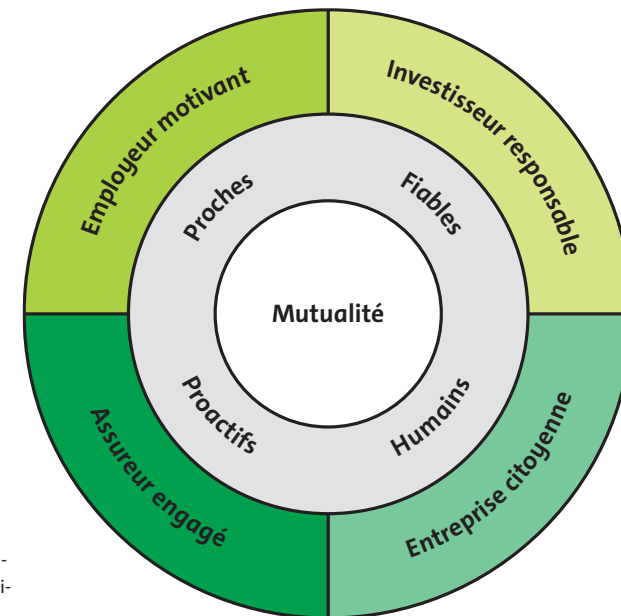 Employeur motivant
Investisseur responsable
Proches
Fiables
Mutualité
Proactifs
Humains
Assureur engagé
Entreprise citoyenne
-
i-